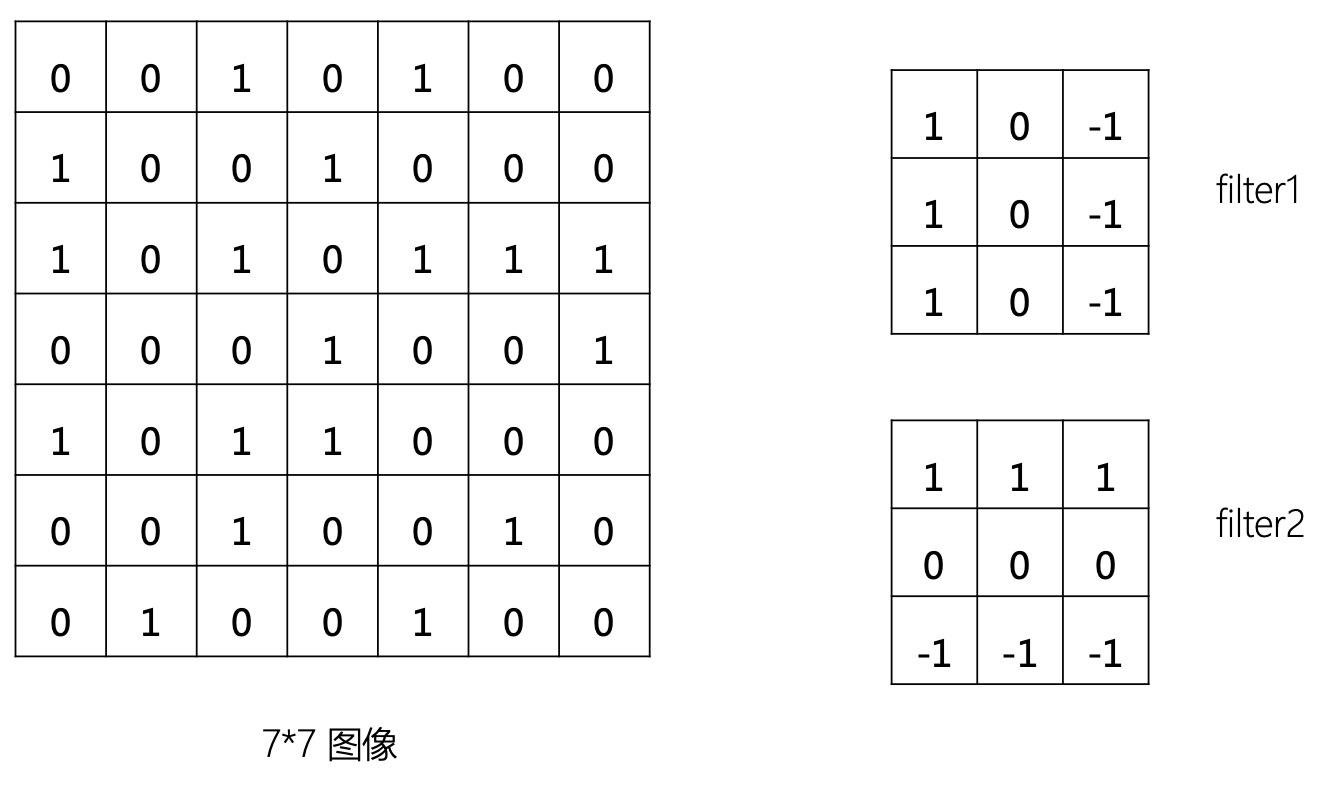 0 0 1 0 1 0 0
1 0 0 1 0 0 0
1 0 1 0 1 1 1
0 0 0 1 0 0 1
1 0 1 1 0 0 0
0 0 1 0 0 1 0
0 1 0 0 1 0 0
7*7 图像
1 0 -1
1 0 -1
1 0 -1
filter1
1 1 1
0 0 0
-1 -1 -1
filter2